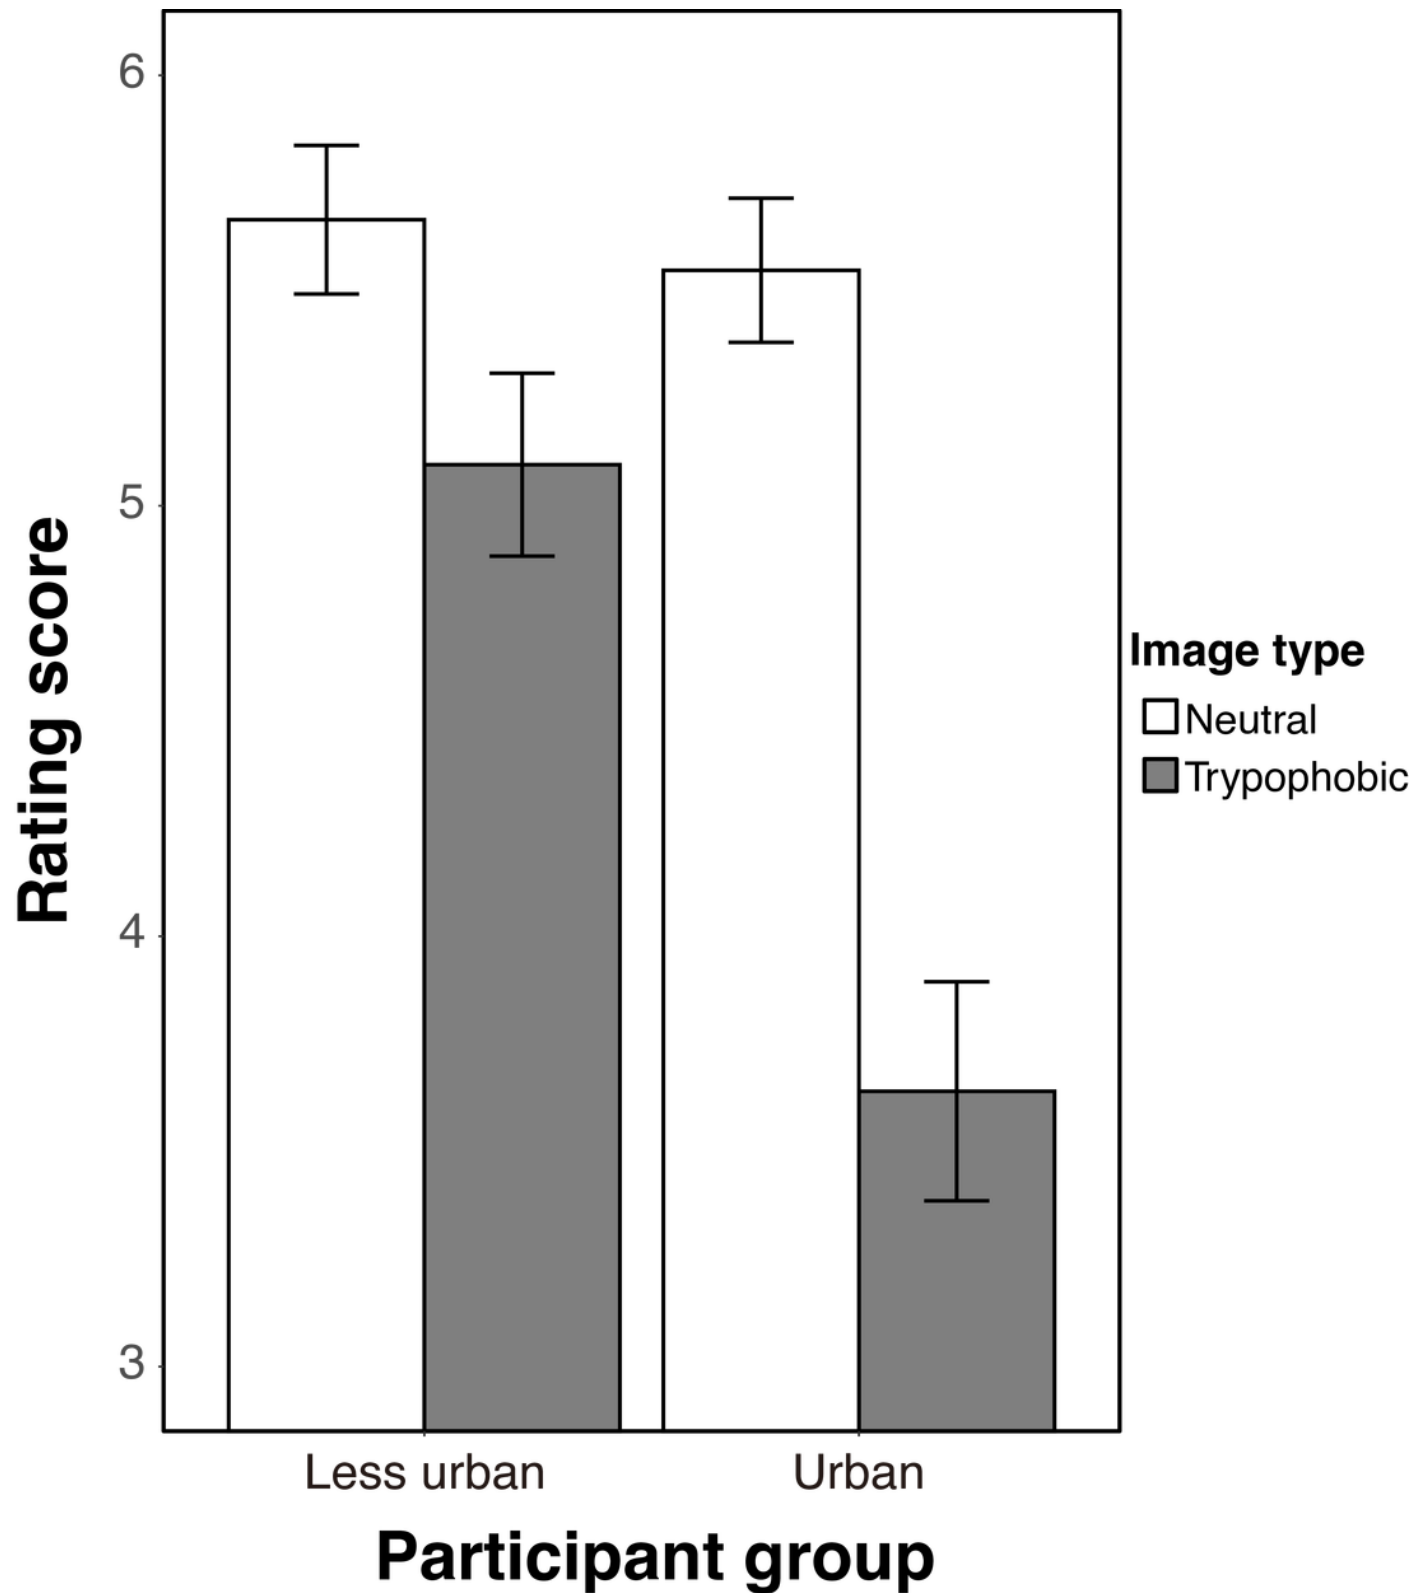 6
5
4
3
Rating score
Less urban
Urban
Participant group
Image type
Neutral
Trypophobic